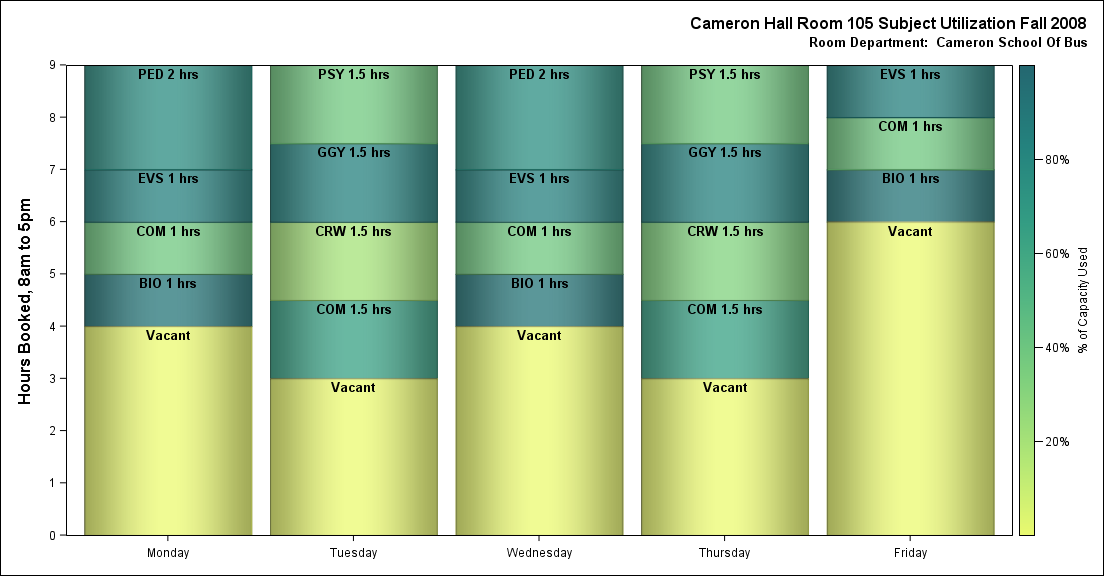 Cameron Hall Room 105 Subject Utilization Fall 2008
Room Department:  Cameron School Of Bus
Hours Booked, 8am to 5pm
9
8
7
6
5
4
3
2
1
0
PED 2 hrs
EVS 1 hrs
COM 1 hrs
BIO 1 hrs
Vacant
PSY 1.5 hrs
GGY 1.5 hrs
CRW 1.5 hrs
COM 1.5 hrs
Vacant
PED 2 hrs
EVS 1 hrs
COM 1 hrs
BIO 1 hrs
Vacant
PSY 1.5 hrs
GGY 1.5 hrs
CRW 1.5 hrs
COM 1.5 hrs
Vacant
EVS 1 hrs
COM 1 hrs
BIO 1 hrs
Vacant
Monday
Tuesday
Wednesday
Thursday
Friday
80%
60%
40%
20%
% of Capacity Used